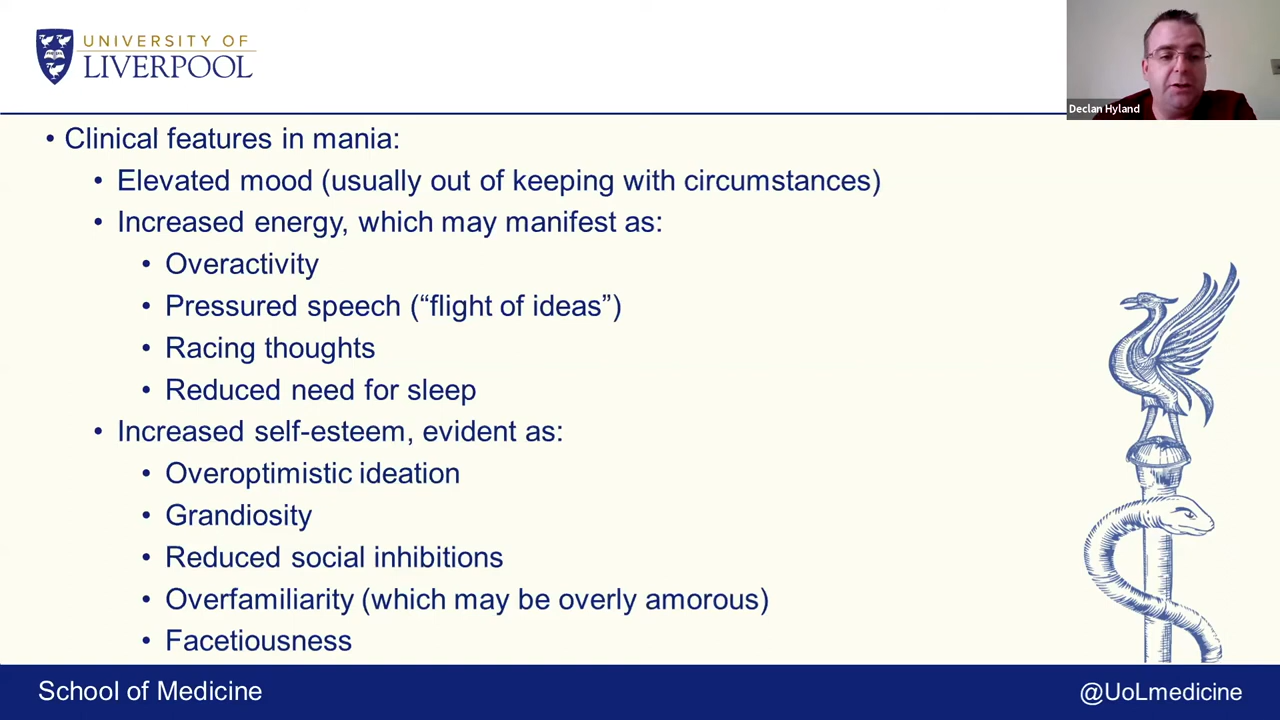 UNIVERSITY OF
LIVERPOOL
Declan Hyland
• Clinical features in mania:
• Elevated mood (usually out of keeping with circumstances)
• Increased energy, which may manifest as:
• Overactivity
• Pressured speech (“flight of ideas”)
• Racing thoughts
• Reduced need for sleep
• Increased self-esteem, evident as:
• Overoptimistic ideation
• Grandiosity
• Reduced social inhibitions
• Overfamiliarity (which may be overly amorous)
• Facetiousness
School of Medicine
@UoLmedicine